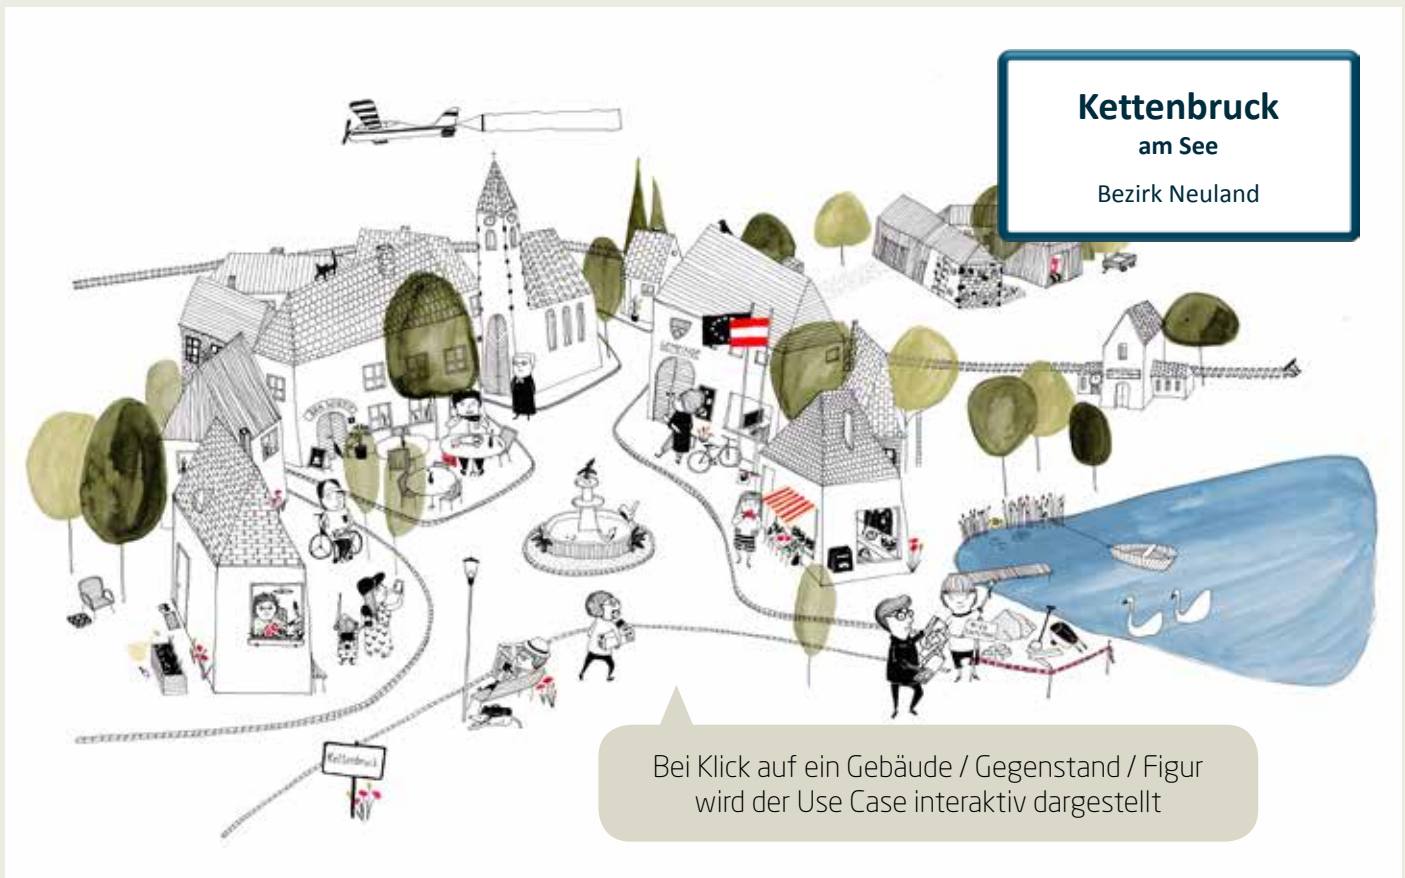 Kettenbruck
am See
Bezirk Neuland
GEMEINDE
Kettenbruck
Bei Klick auf ein Gebäude / Gegenstand / Figur
wird der Use Case interaktiv dargestellt